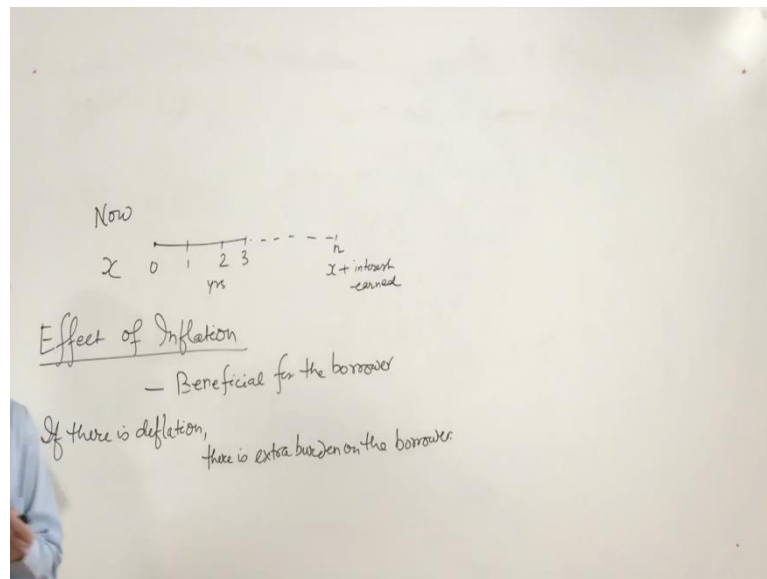 Now
x 0 1 2 3 n
yrs
x + interest
earned
Effect of Inflation
— Beneficial for the borrower
If there is deflation,
there is extra burden on the borrower.